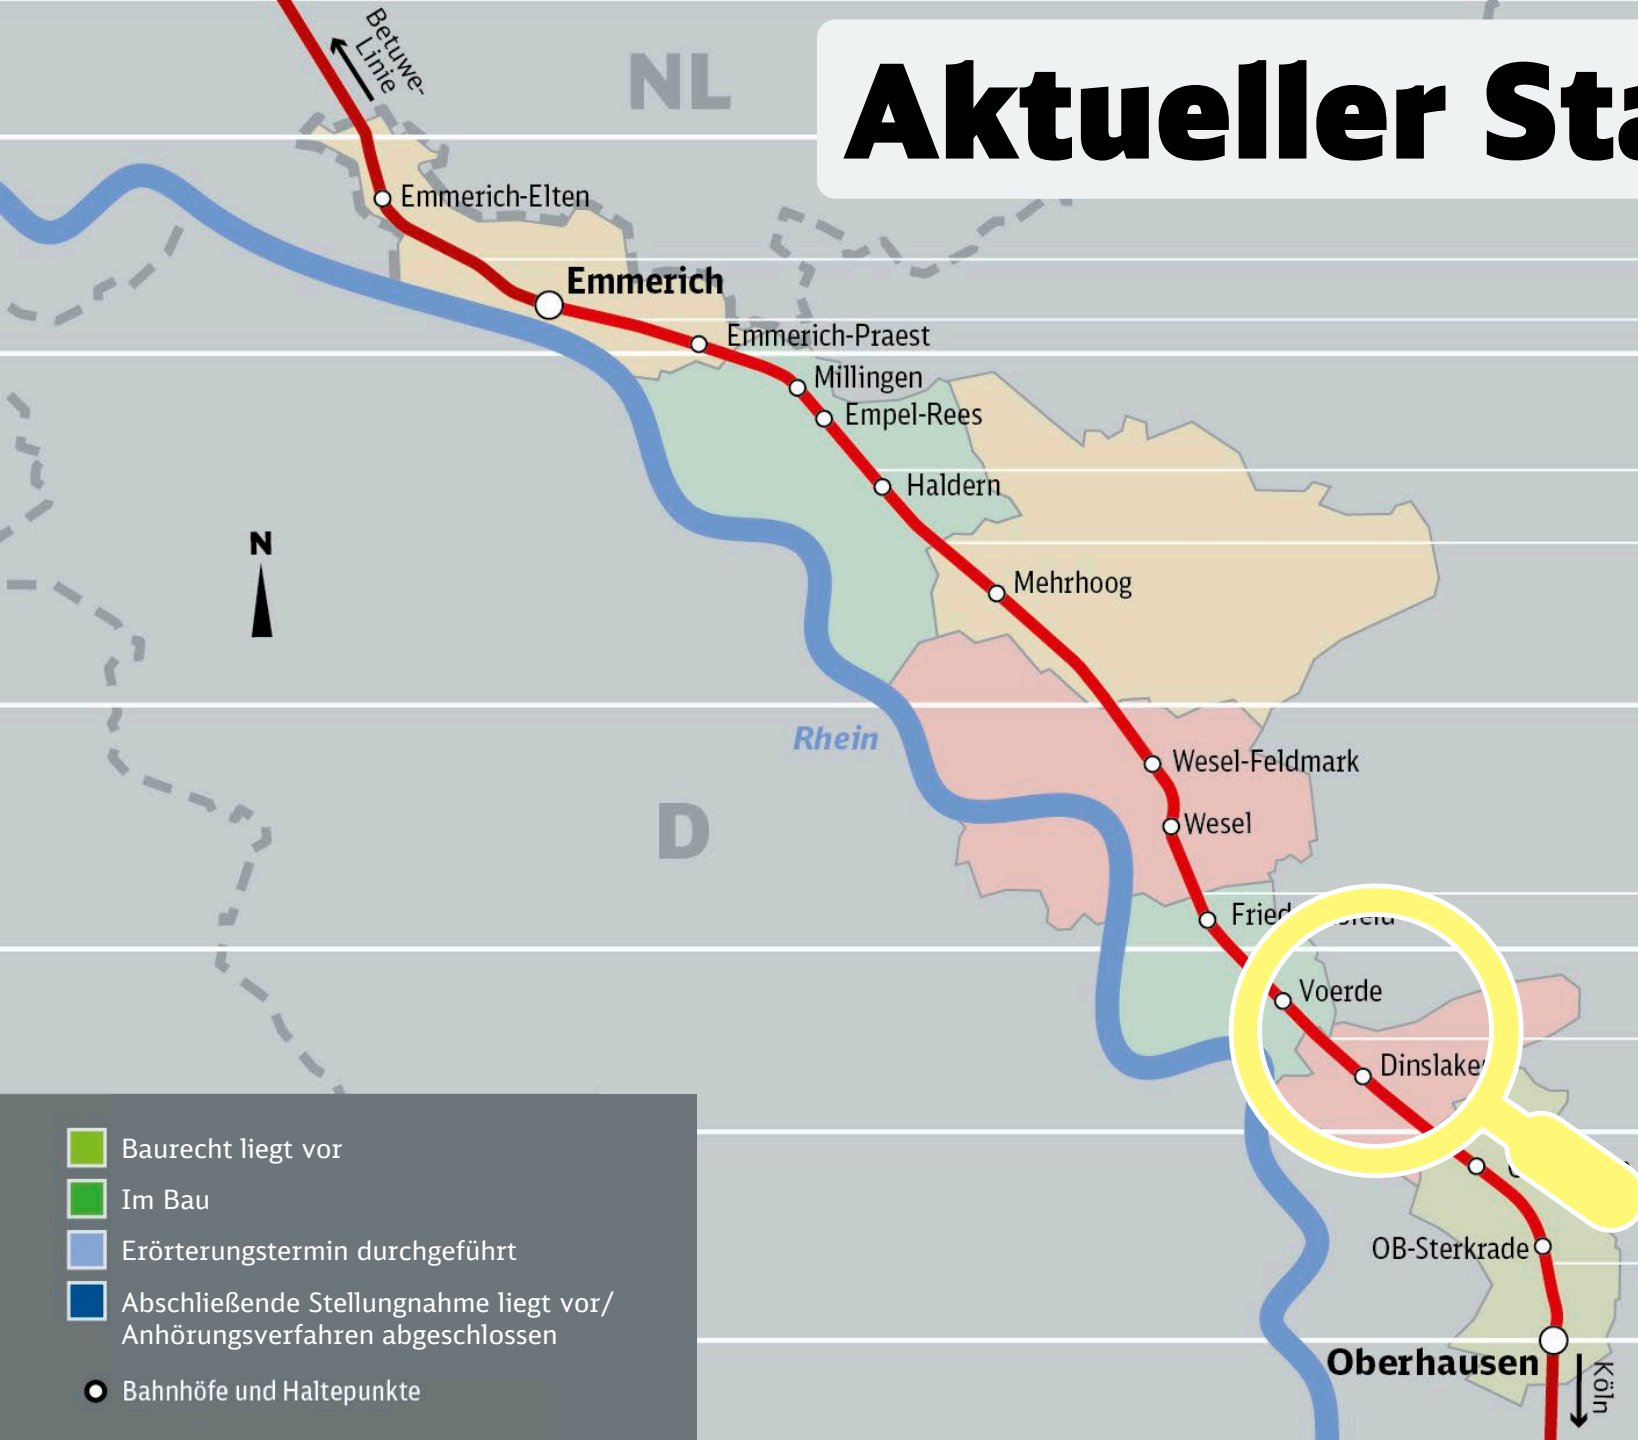 Betuwe-
Linie
NL
Aktueller
Emmerich-Elten
Emmerich
Emmerich-Praest
Millingen
Empel-Rees
Haldern
N
Mehrhoog
Rhein
Wesel-Feldmark
D
Wesel
Voerde
OB-Sterkrade
Oberhausen
Köln
Baurecht liegt vor
Im Bau
Erörterungstermin durchgeführt
Abschließende Stellungnahme liegt vor/
Anhörungsverfahren abgeschlossen
Bahnhöfe und Haltepunkte